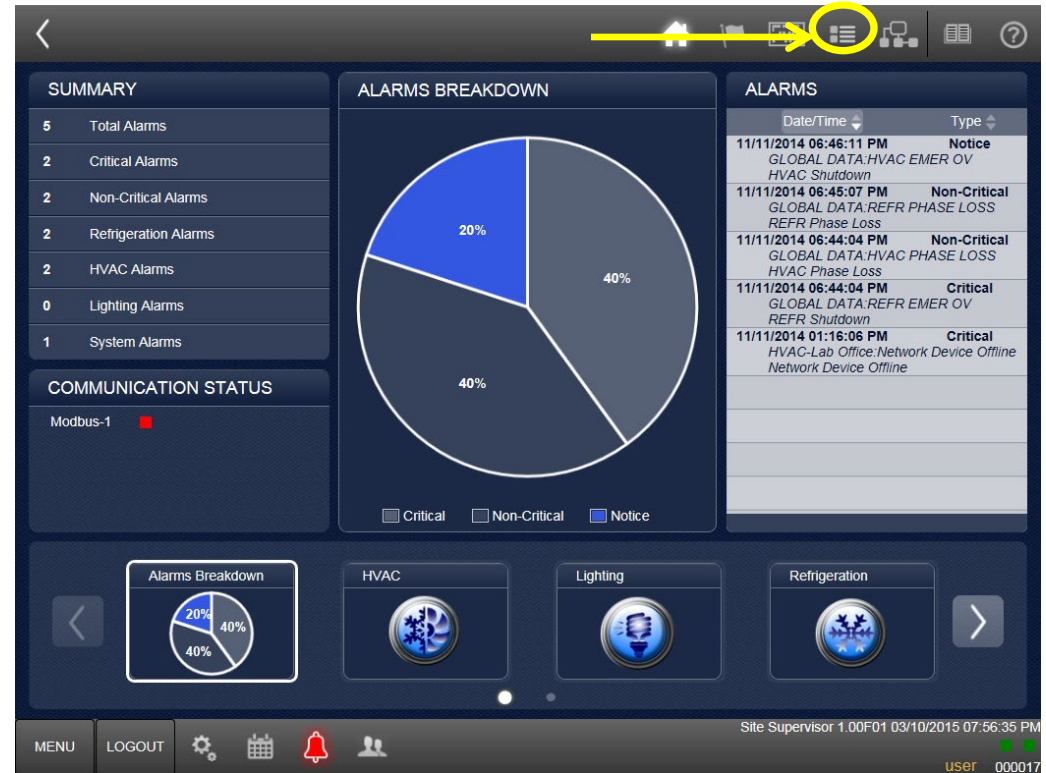 SUMMARY
5 Total Alarms
2 Critical Alarms
2 Non-Critical Alarms
2 Refrigeration Alarms
2 HVAC Alarms
0 Lighting Alarms
1 System Alarms
COMMUNICATION STATUS
Modbus-1
ALARMS BREAKDOWN
20%
40%
40%
Critical Non-Critical Notice
ALARMS
Date/Time Type
11/11/2014 06:46:11 PM Notice
GLOBAL DATA:HVAC EMER OV
HVAC Shutdown
11/11/2014 06:45:07 PM Non-Critical
GLOBAL DATA:REFR PHASE LOSS
REFR Phase Loss
11/11/2014 06:44:04 PM Non-Critical
GLOBAL DATA:HVAC PHASE LOSS
HVAC Phase Loss
11/11/2014 06:44:04 PM Critical
GLOBAL DATA:REFR EMER OV
REFR Shutdown
11/11/2014 01:16:06 PM Critical
HVAC-Lab Office:Network Device Offline
Network Device Offline
Alarms Breakdown
20%
40%
40%
HVAC
Lighting
Refrigeration
MENU LOGOUT
Site Supervisor 1.00F01 03/10/2015 07:56:35 PM
user 000017